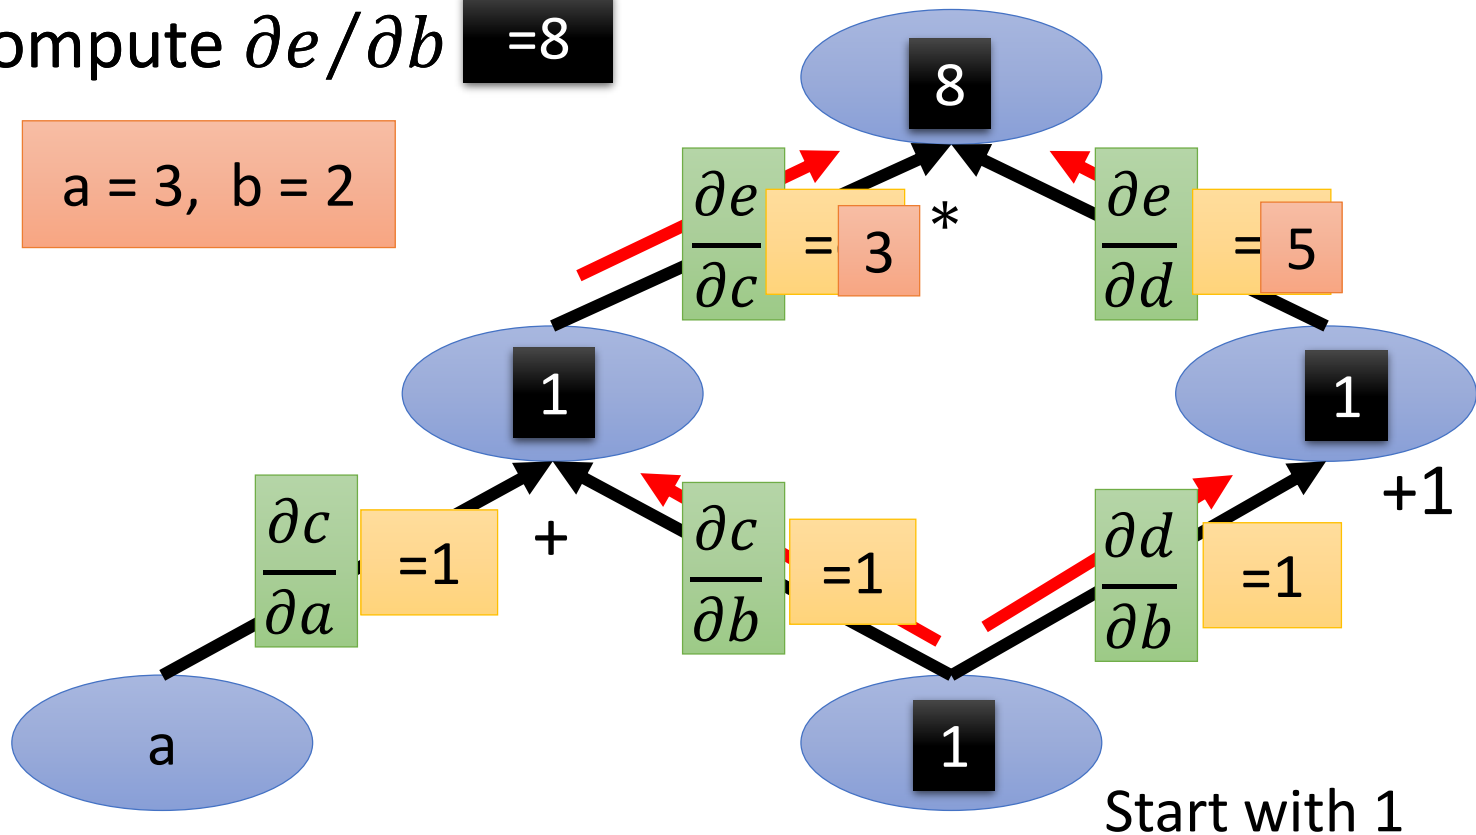 ompute ∂e/∂b =8
8
a = 3, b = 2
∂e/∂c = 3
*
∂e/∂d = 5
1
1
+1
∂c/∂a =1
+
∂c/∂b =1
∂d/∂b =1
a
1
Start with 1